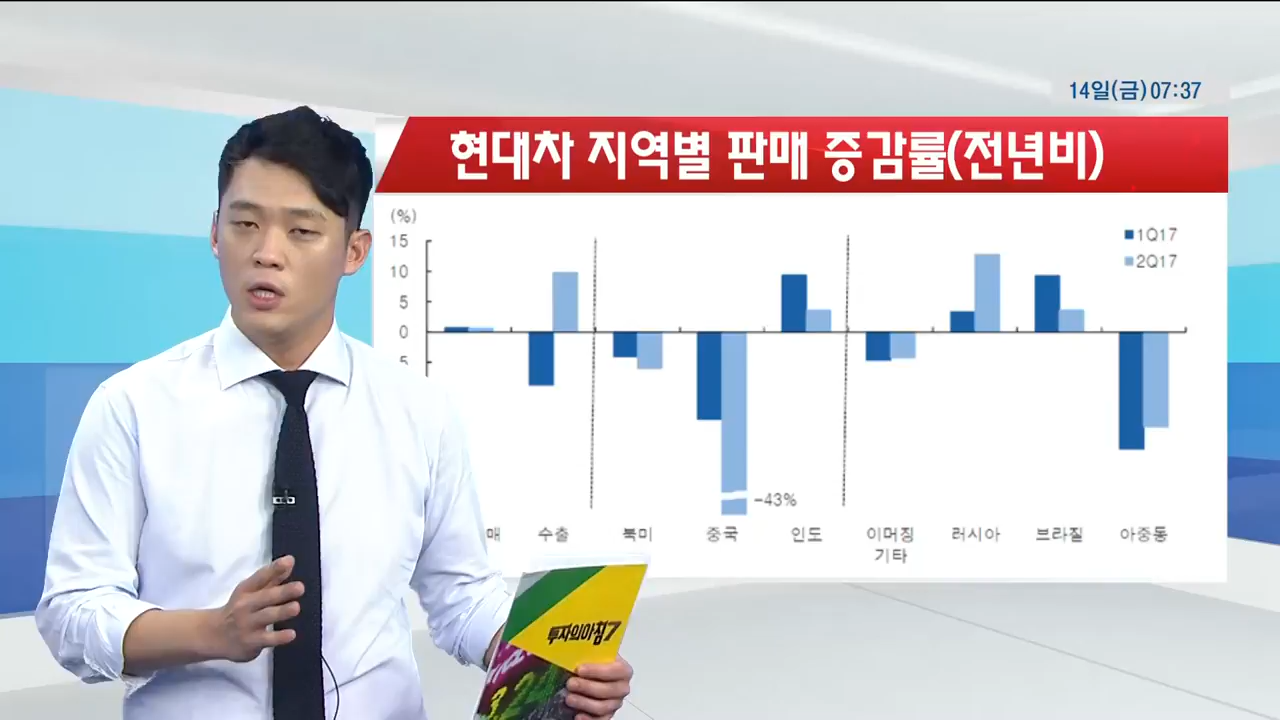 14일(금)07:37
현대차 지역별 판매 증감률(전년비)
(%)
15
10
5
0
5
1Q17
2Q17
-43%
매 수출 북미 중국 인도 이머징 러시아 브라질 아중동
기타
투자의아침7